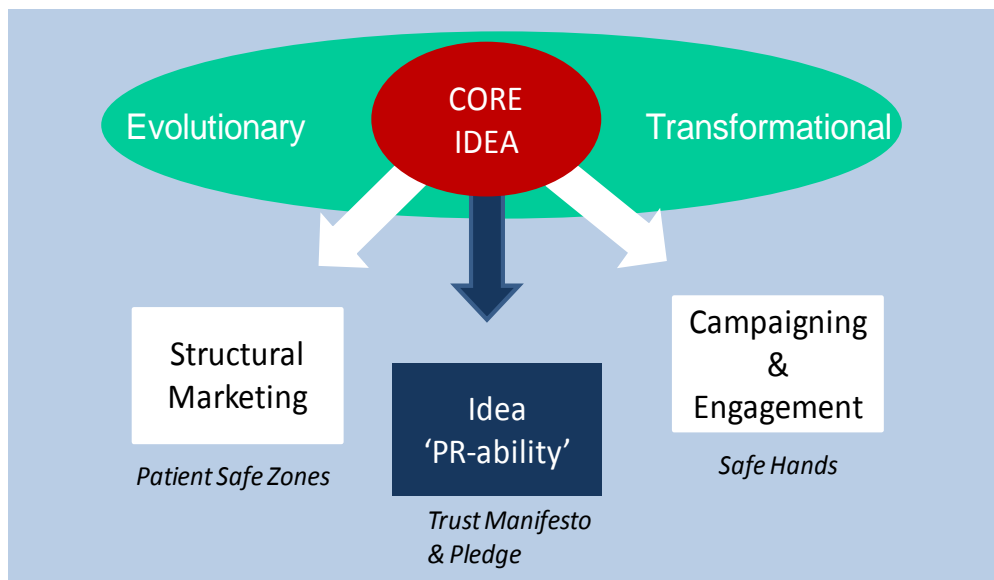 Evolutionary
CORE
IDEA
Transformational
Structural
Marketing
Patient Safe Zones
Idea
‘PR-ability’
Trust Manifesto
& Pledge
Campaigning
&
Engagement
Safe Hands